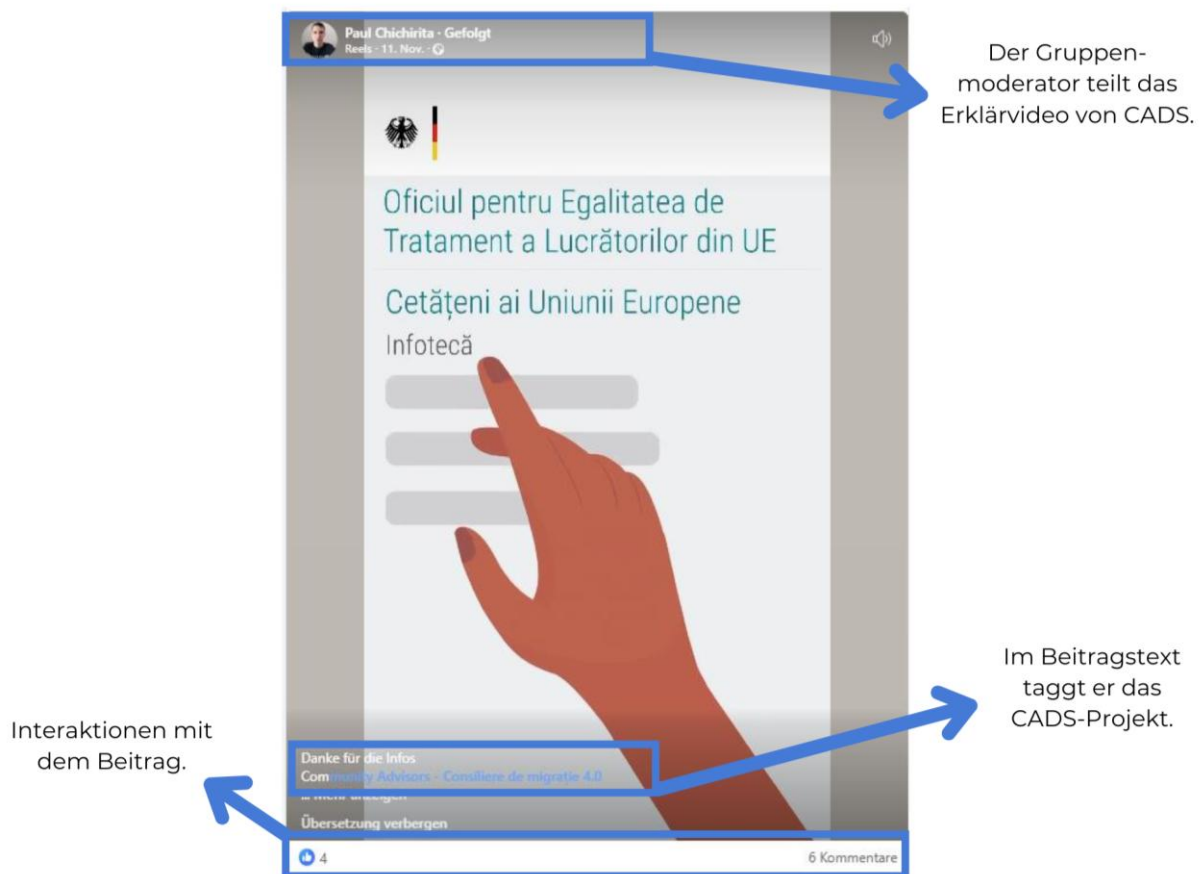 Paul Chichirita · Gefolgt
Reels · 11. Nov. ·
Der Gruppen-
moderator teilt das
Erklärvideo von CADS.
Oficiul pentru Egalitatea de
Tratament a Lucrătorilor din UE
Cetățeni ai Uniunii Europene
Infotecă
Im Beitragstext
taggt er das
CADS-Projekt.
Interaktionen mit
dem Beitrag.
Danke für die Infos
Community Advisors - Consiliere de migrație 4.0
... Mehr anzeigen
Übersetzung verbergen
4
6 Kommentare